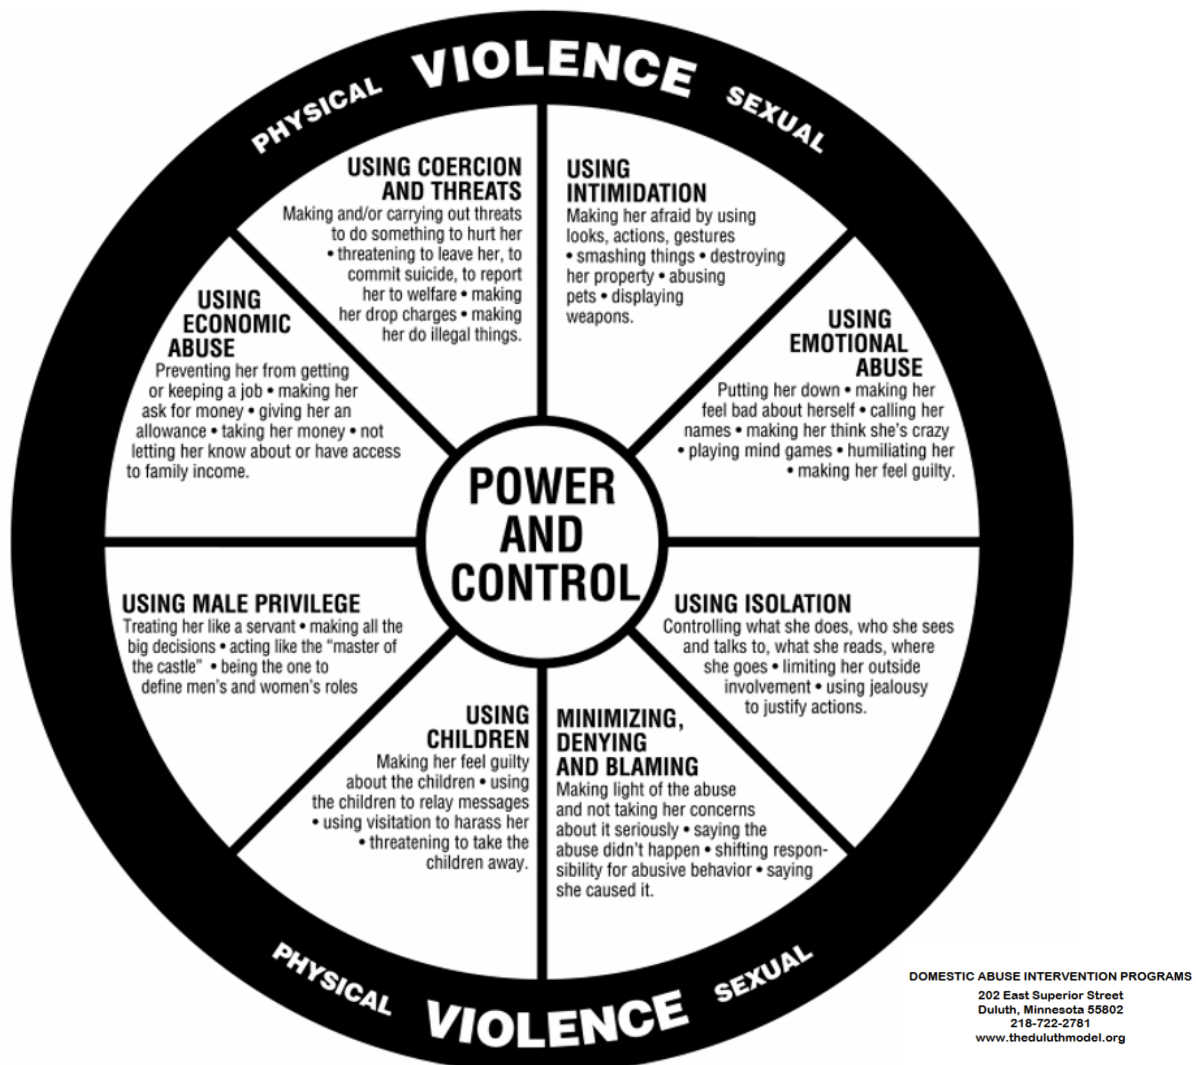 PHYSICAL VIOLENCE SEXUAL
USING COERCION
AND THREATS
Making and/or carrying out threats
to do something to hurt her
• threatening to leave her, to
commit suicide, to report
her to welfare • making
her drop charges • making
her do illegal things.
USING
INTIMIDATION
Making her afraid by using
looks, actions, gestures
• smashing things • destroying
her property • abusing
pets • displaying
weapons.
USING
EMOTIONAL
ABUSE
Putting her down • making her
feel bad about herself • calling her
names • making her think she's crazy
• playing mind games • humiliating her
• making her feel guilty.
USING ISOLATION
Controlling what she does, who she sees
and talks to, what she reads, where
she goes • limiting her outside
involvement • using jealousy
to justify actions.
MINIMIZING,
DENYING
AND BLAMING
Making light of the abuse
and not taking her concerns
about it seriously • saying the
abuse didn't happen • shifting respon-
sibility for abusive behavior • saying
she caused it.
USING
CHILDREN
Making her feel guilty
about the children • using
the children to relay messages
• using visitation to harass her
• threatening to take the
children away.
USING MALE PRIVILEGE
Treating her like a servant • making all the
big decisions • acting like the "master of
the castle" • being the one to
define men's and women's roles
USING
ECONOMIC
ABUSE
Preventing her from getting
or keeping a job • making her
ask for money • giving her an
allowance • taking her money • not
letting her know about or have access
to family income.
POWER
AND
CONTROL
PHYSICAL VIOLENCE SEXUAL
DOMESTIC ABUSE INTERVENTION PROGRAMS
202 East Superior Street
Duluth, Minnesota 55802
218-722-2781
www.theduluthmodel.org